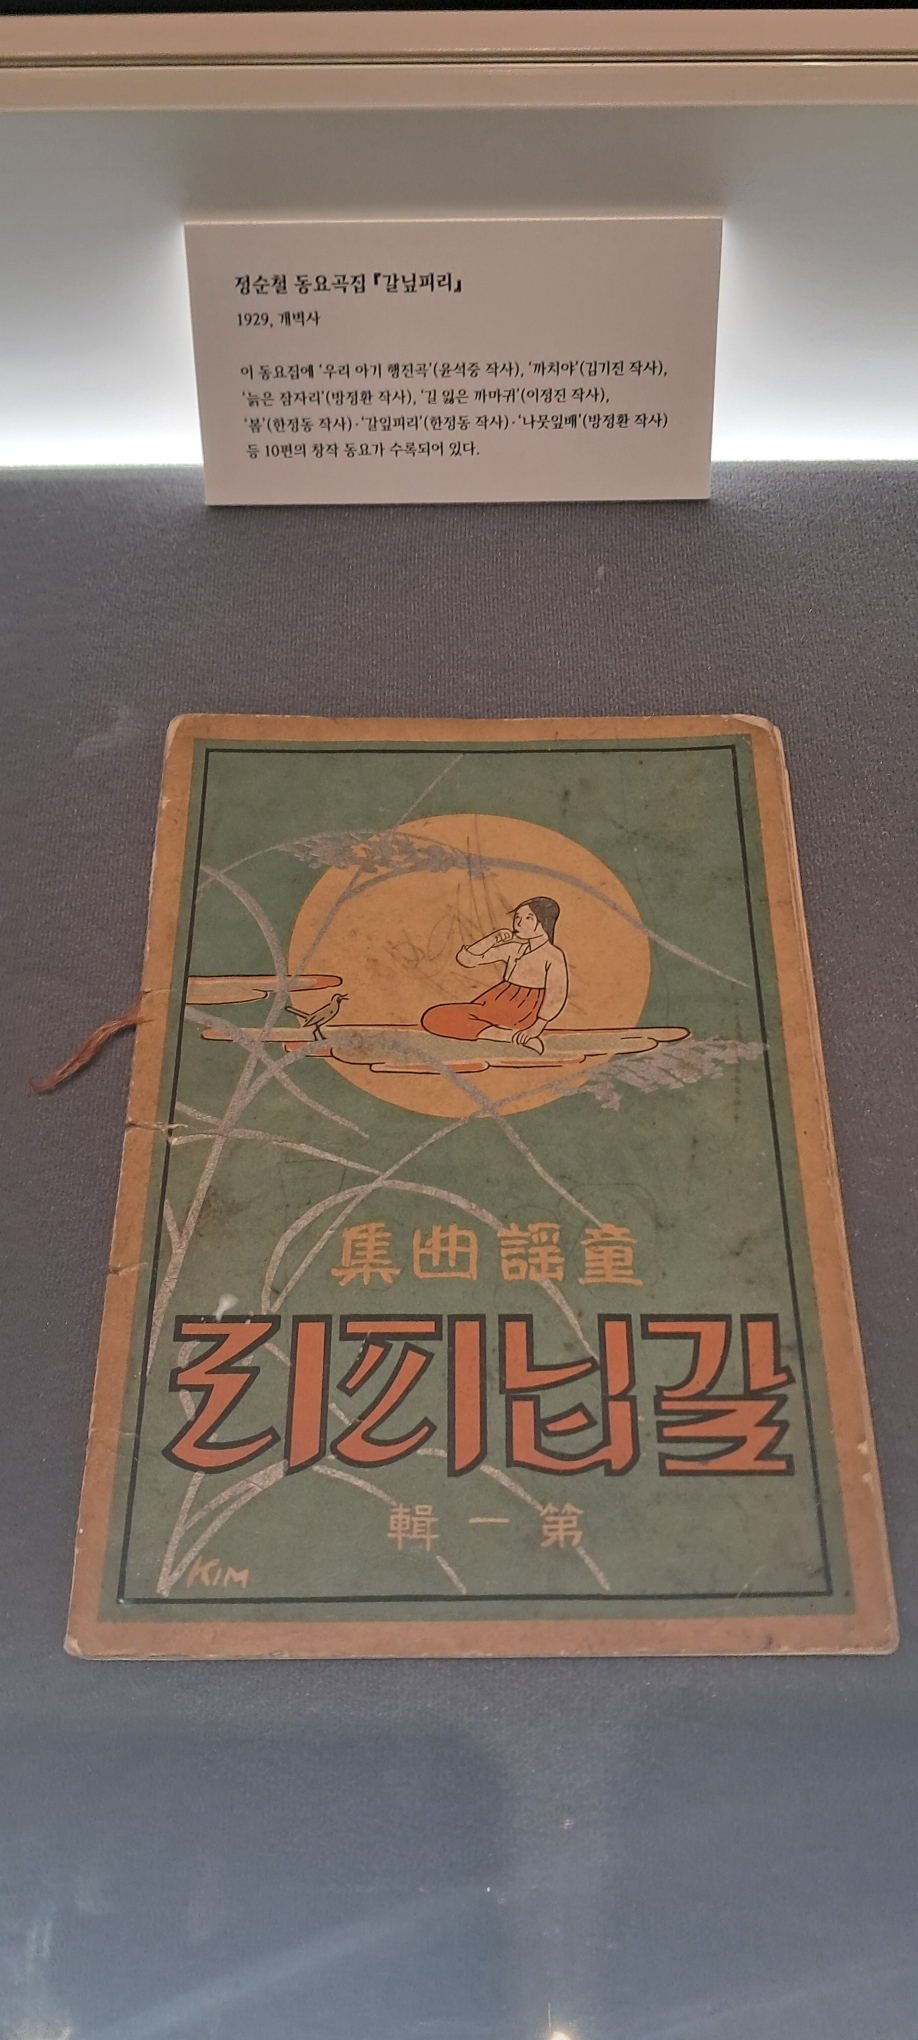 정순철 동요곡집 『갈닢피리』
1929, 개벽사
이 동요집에 '우리 아기 행진곡'(윤석중 작사), '까치야'(김기진 작사),
'늙은 잠자리'(방정환 작사), '길 잃은 까마귀'(이정진 작사),
'봄'(한정동 작사)·'갈잎피리'(한정동 작사)·'나뭇잎배'(방정환 작사)
등 10편의 창작 동요가 수록되어 있다.
集曲謠童
리피닙갈
輯一第
KIM